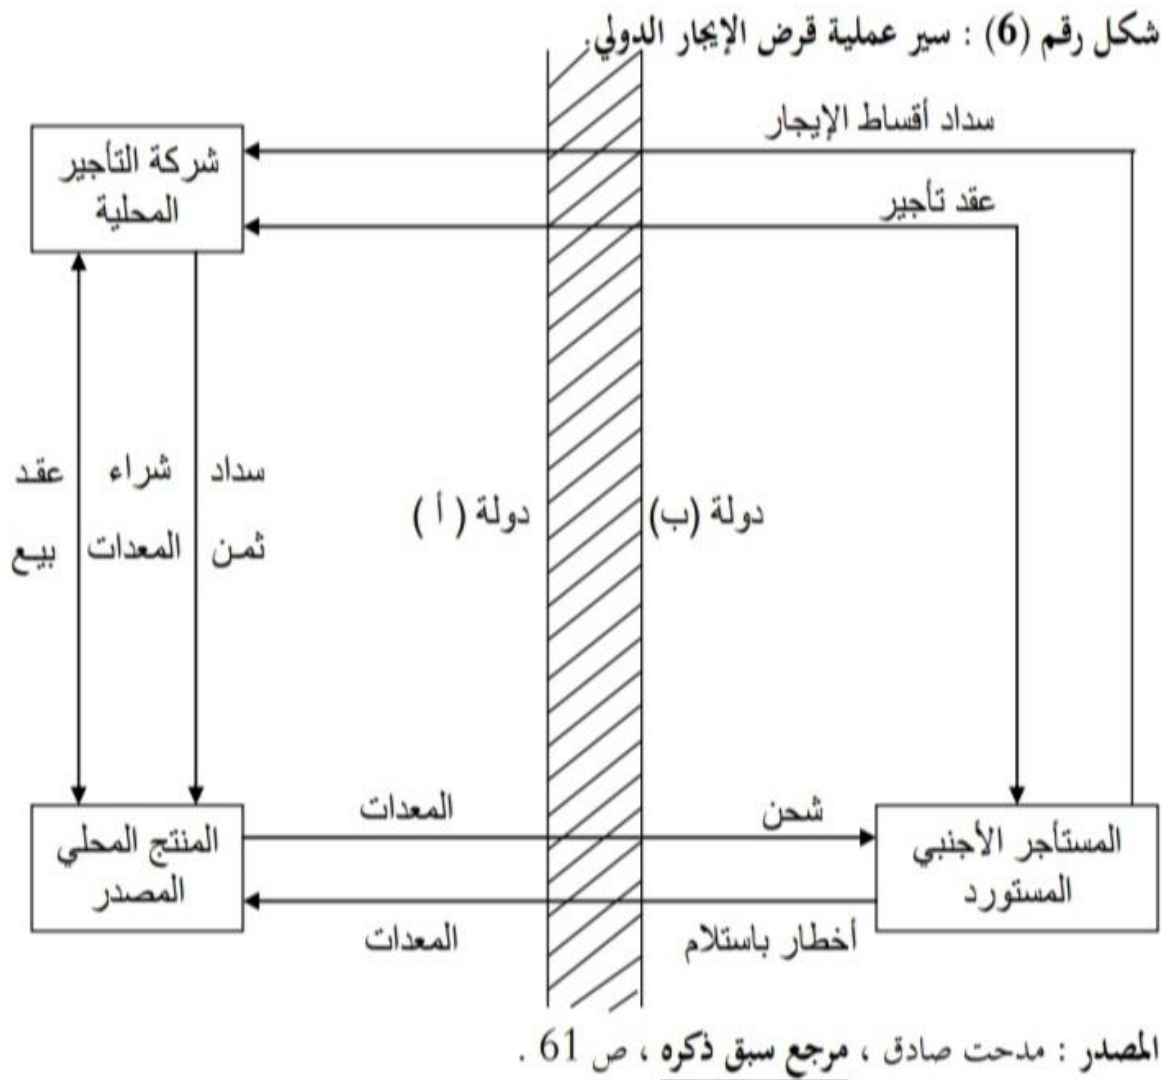 شكل رقم (6) : سير عملية قرض الإيجار الدولي.
سداد أقساط الإيجار
شركة التأجير
المحلية
عقد تأجير
سداد
شراء
عقد
ثمن
المعدات
بيع
دولة (ب)
دولة ( أ )
المعدات
شحن
المنتج المحلي
المصدر
المستأجر الأجنبي
المستورد
أخطار باستلام
المعدات
المصدر : مدحت صادق ، مرجع سبق ذكره ، ص 61 .